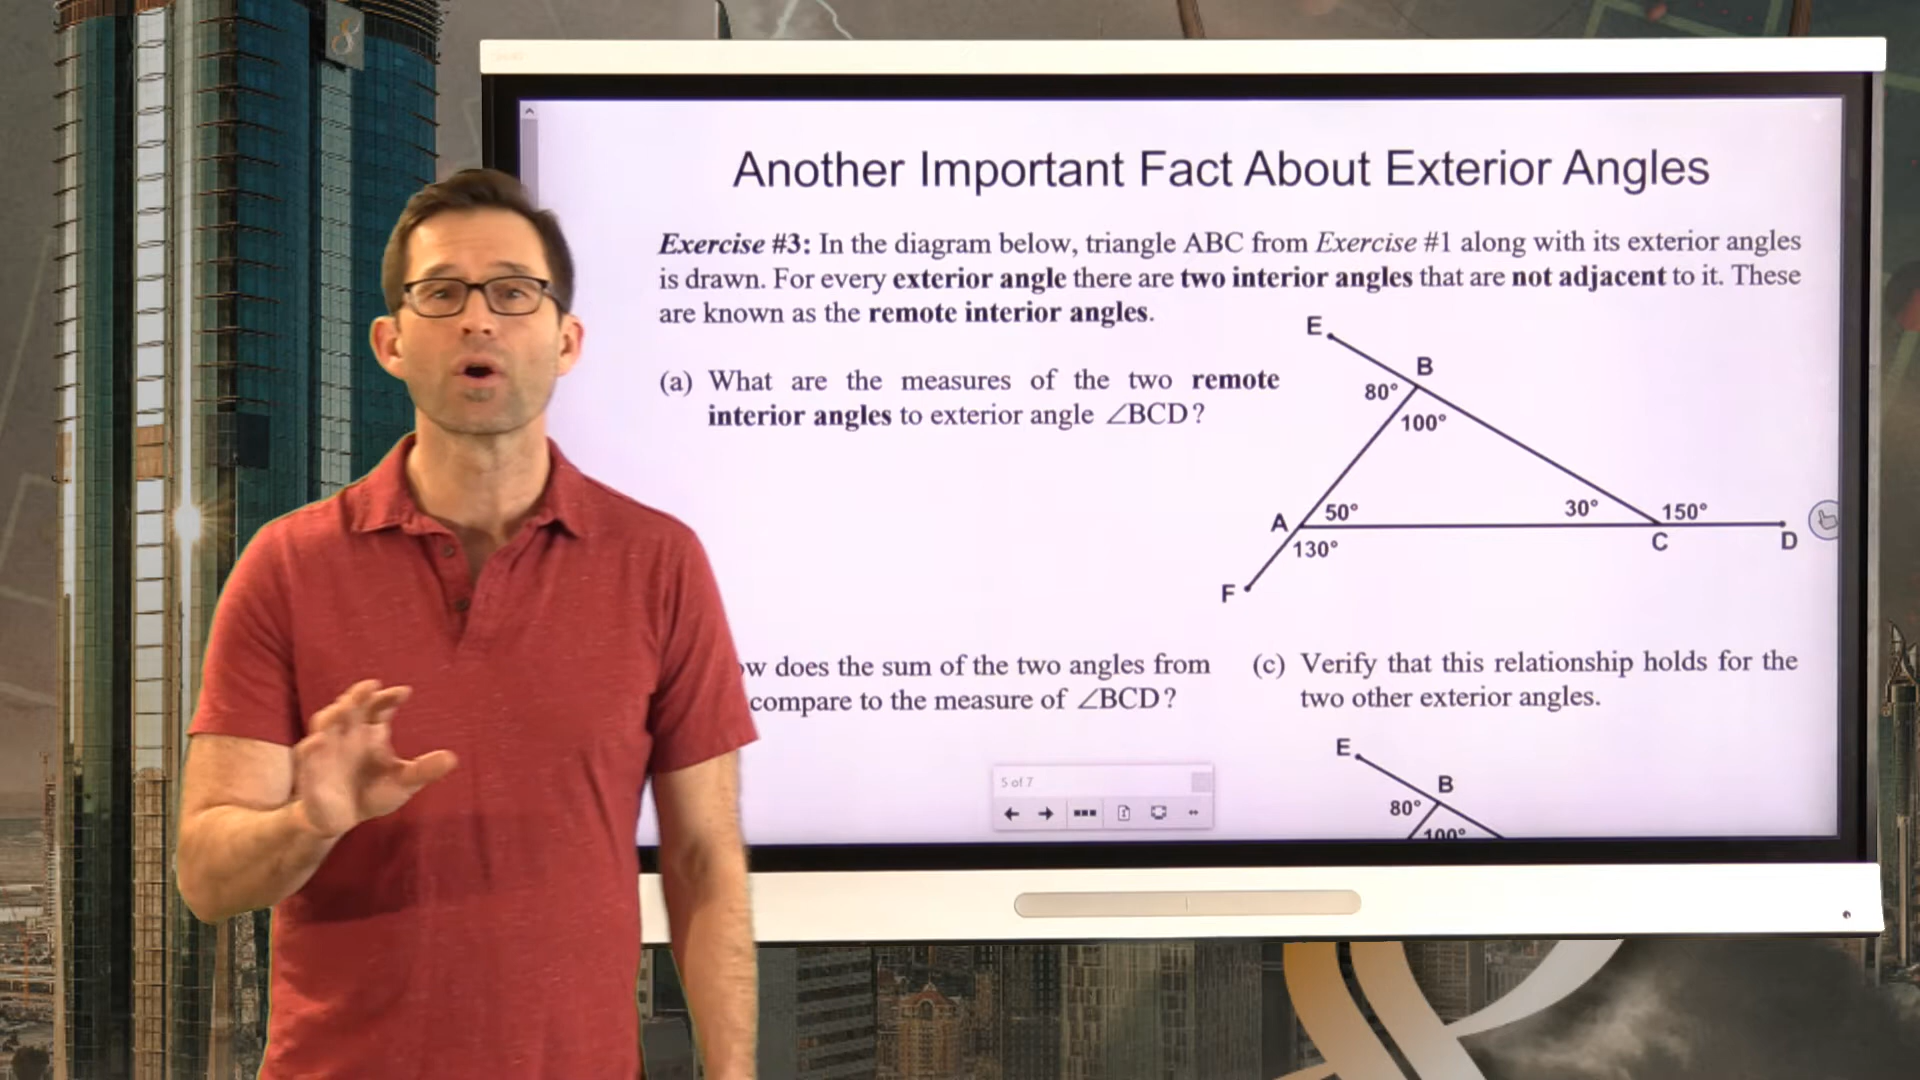 8
Another Important Fact About Exterior Angles
Exercise #3: In the diagram below, triangle ABC from Exercise #1 along with its exterior angles
is drawn. For every exterior angle there are two interior angles that are not adjacent to it. These
are known as the remote interior angles.
(a) What are the measures of the two remote
interior angles to exterior angle ∠BCD?
E
B
80°
100°
A
50°
30°
150°
130°
C
D
F
does the sum of the two angles from
compare to the measure of ∠BCD?
(c) Verify that this relationship holds for the
two other exterior angles.
E
B
80°
100°
5 of 7